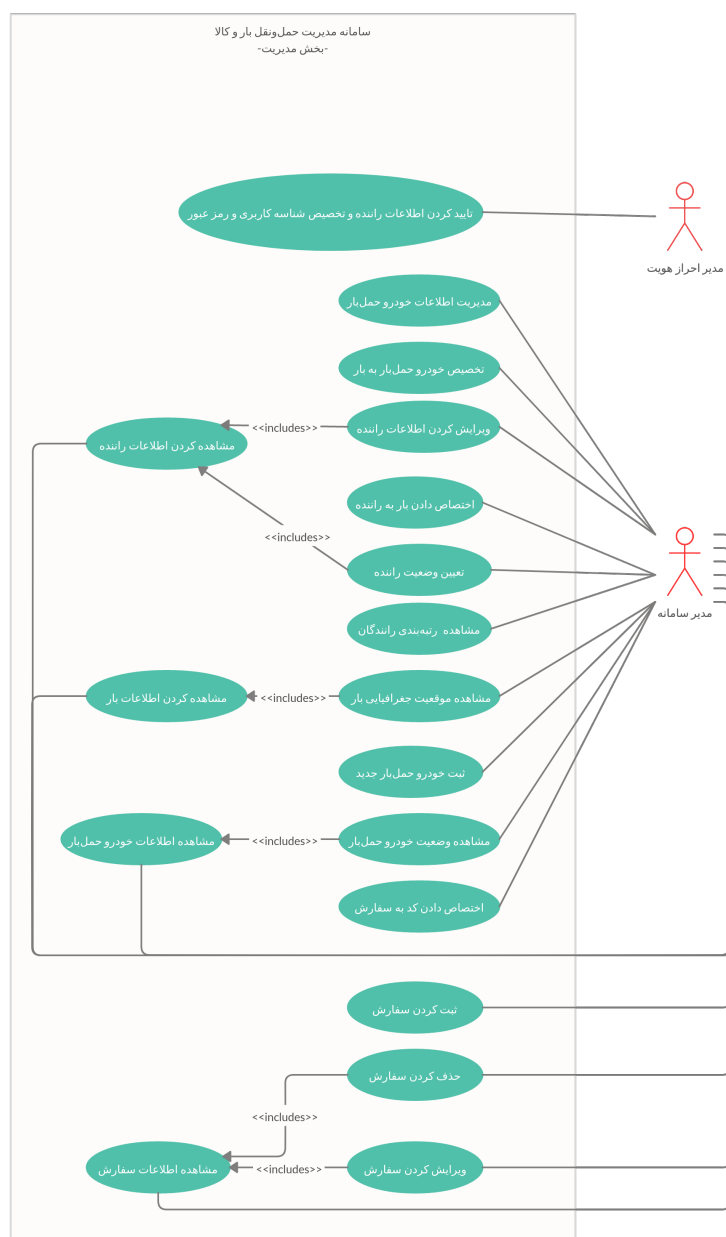 سامانه مدیریت حمل‌ونقل بار و کالا
-بخش مدیریت-
تایید کردن اطلاعات راننده و تخصیص شناسه کاربری و رمز عبور
مدیر احراز هویت
مدیریت اطلاعات خودرو حمل‌بار
تخصیص خودرو حمل‌بار به بار
ویرایش کردن اطلاعات راننده
<<includes>>
مشاهده کردن اطلاعات راننده
اختصاص دادن بار به راننده
<<includes>>
تعیین وضعیت راننده
مدیر سامانه
مشاهده رتبه‌بندی رانندگان
مشاهده موقعیت جغرافیایی بار
<<includes>>
مشاهده کردن اطلاعات بار
ثبت خودرو حمل‌بار جدید
مشاهده وضعیت خودرو حمل‌بار
<<includes>>
مشاهده اطلاعات خودرو حمل‌بار
اختصاص دادن کد به سفارش
ثبت کردن سفارش
حذف کردن سفارش
<<includes>>
ویرایش کردن سفارش
<<includes>>
مشاهده اطلاعات سفارش